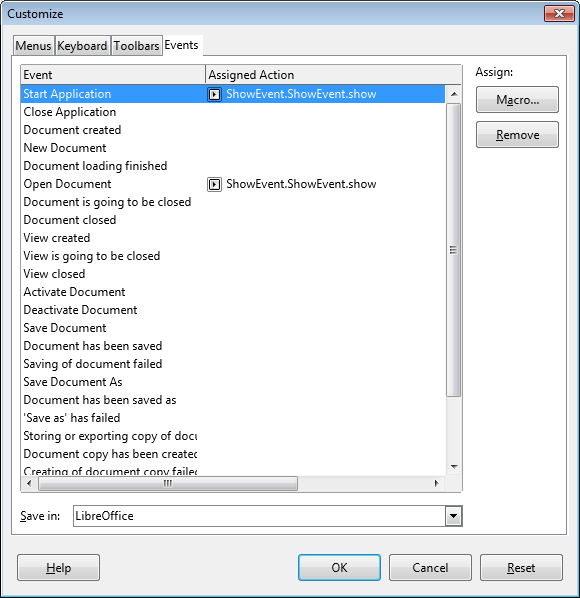 Customize
Menus Keyboard Toolbars Events
Event Assigned Action
Assign:
Start Application ShowEvent.ShowEvent.show
Macro...
Close Application
Document created
Remove
New Document
Document loading finished
Open Document ShowEvent.ShowEvent.show
Document is going to be closed
Document closed
View created
View is going to be closed
View closed
Activate Document
Deactivate Document
Save Document
Document has been saved
Saving of document failed
Save Document As
Document has been saved as
'Save as' has failed
Storing or exporting copy of docu
Document copy has been created
Creating of document copy failed
Save in: LibreOffice
Help OK Cancel Reset